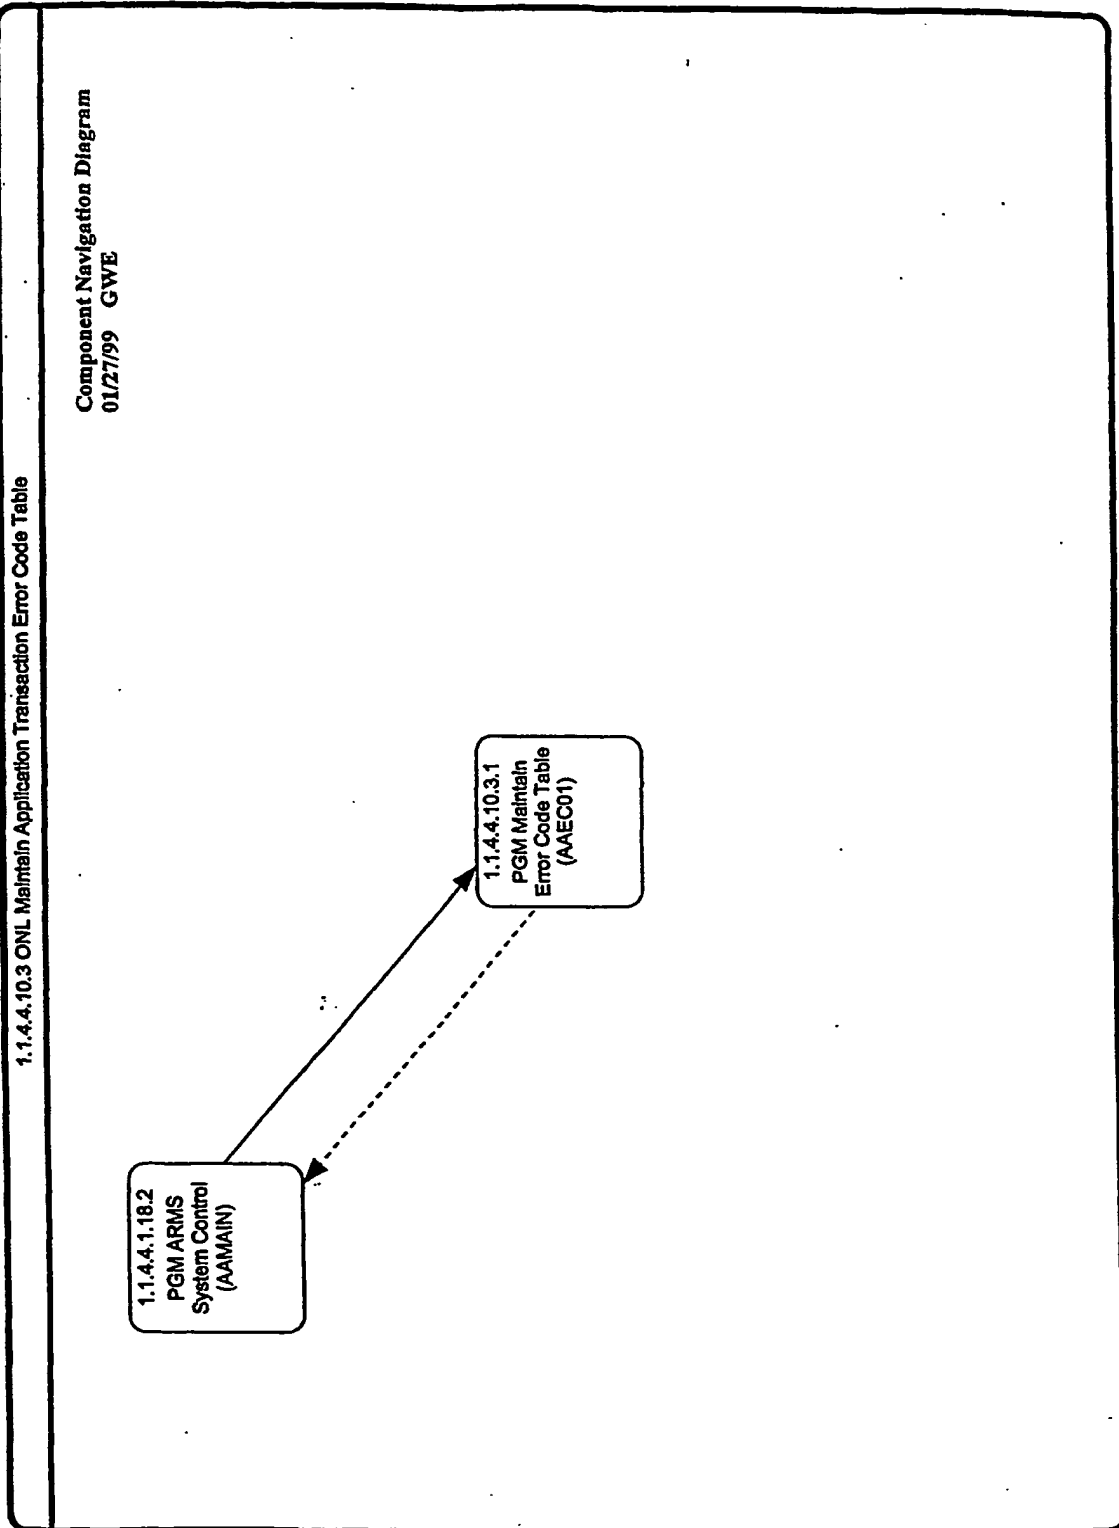 1.1.4.4.10.3 ONL Maintain Application Transaction Error Code Table
Component Navigation Diagram
01/27/99 GWE
1.1.4.4.1.18.2
PGM ARMS
System Control
(AAMAIN)
1.1.4.4.10.3.1
PGM Maintain
Error Code Table
(AAEC01)